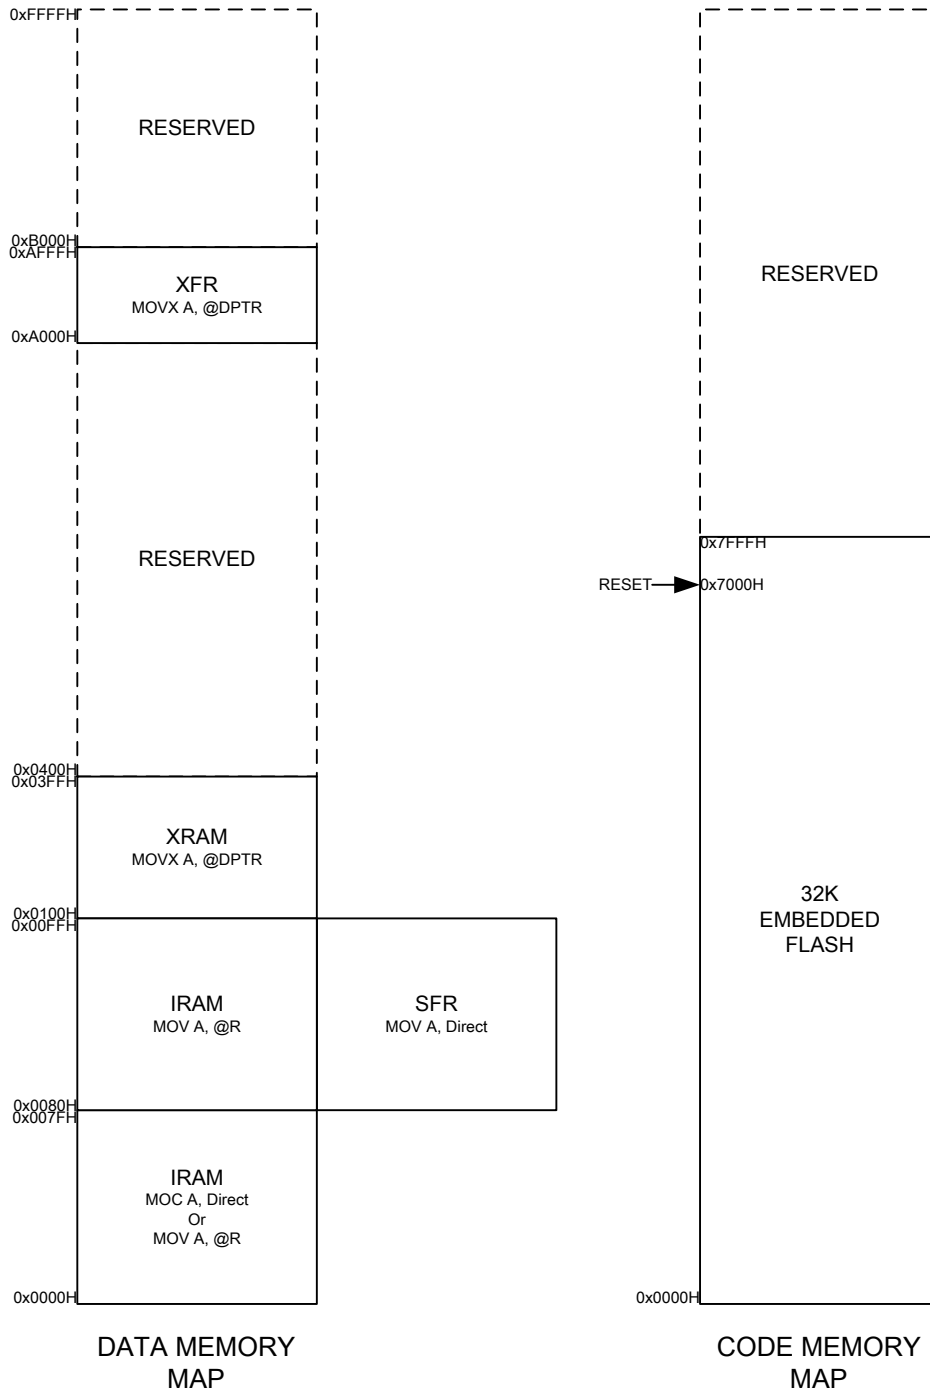 0xFFFFH
RESERVED
0xB000H
0xAFFFH
XFR
MOVX A, @DPTR
0xA000H
RESERVED
0x0400H
0x03FFH
XRAM
MOVX A, @DPTR
0x0100H
0x00FFH
IRAM
MOV A, @R
SFR
MOV A, Direct
0x0080H
0x007FH
IRAM
MOC A, Direct
Or
MOV A, @R
0x0000H
DATA MEMORY
MAP
RESERVED
0x7FFFH
RESET
0x7000H
32K
EMBEDDED
FLASH
0x0000H
CODE MEMORY
MAP